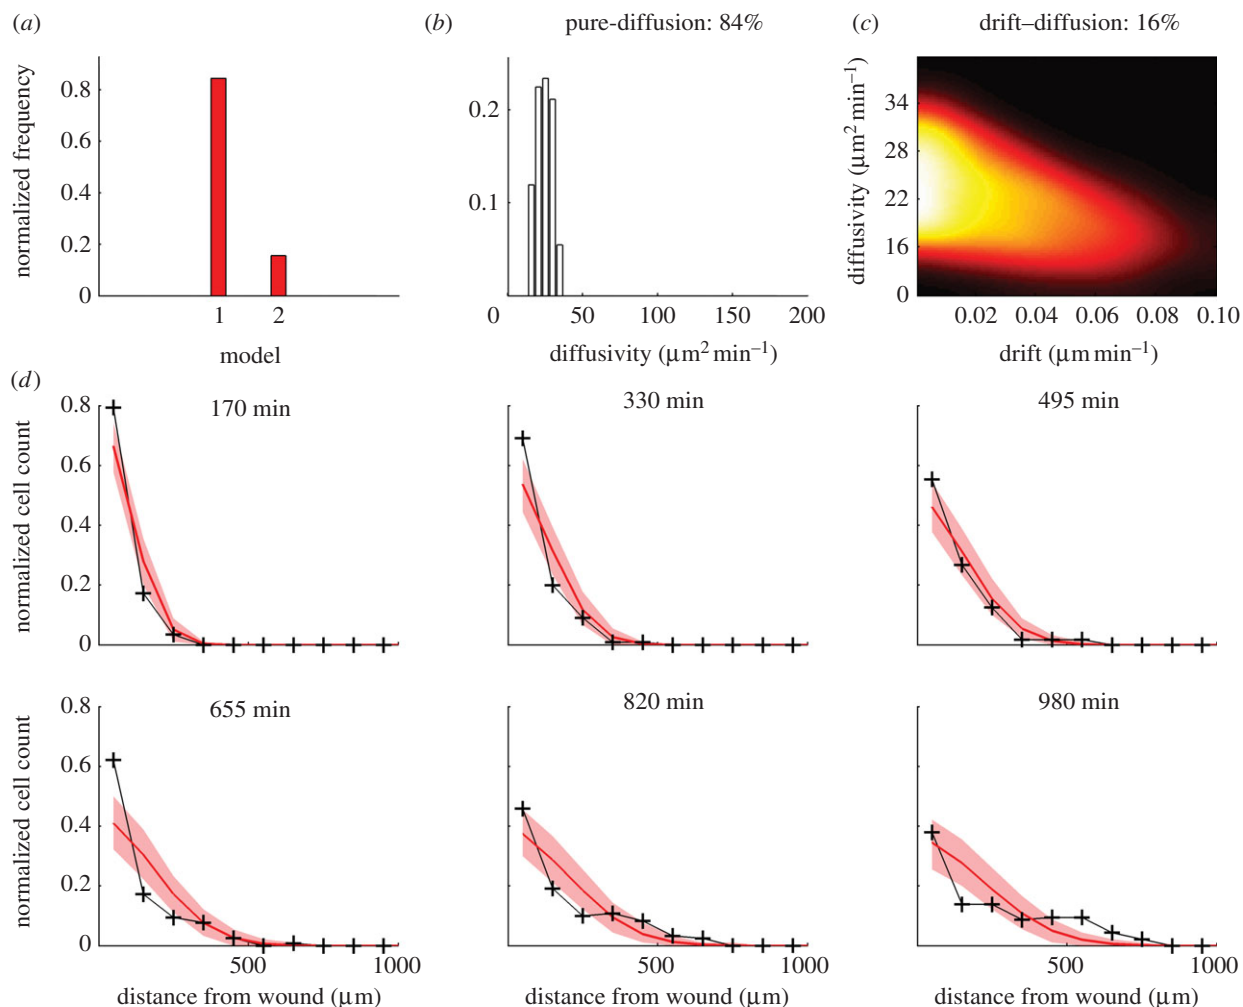 (a)
(b) pure-diffusion: 84%
(c) drift–diffusion: 16%
normalized frequency
0.8
0.6
0.4
0.2
0
1 2
model
0.2
0.1
0 50 100 150 200
diffusivity (μm² min⁻¹)
diffusivity (μm² min⁻¹)
34
28
22
16
0
0.02 0.04 0.06 0.08 0.10
drift (μm min⁻¹)
(d)
normalized cell count
0.8
0.6
0.4
0.2
0
170 min
330 min
495 min
normalized cell count
0.8
0.6
0.4
0.2
0
655 min
820 min
980 min
500 1000
distance from wound (μm)
500 1000
distance from wound (μm)
500 1000
distance from wound (μm)